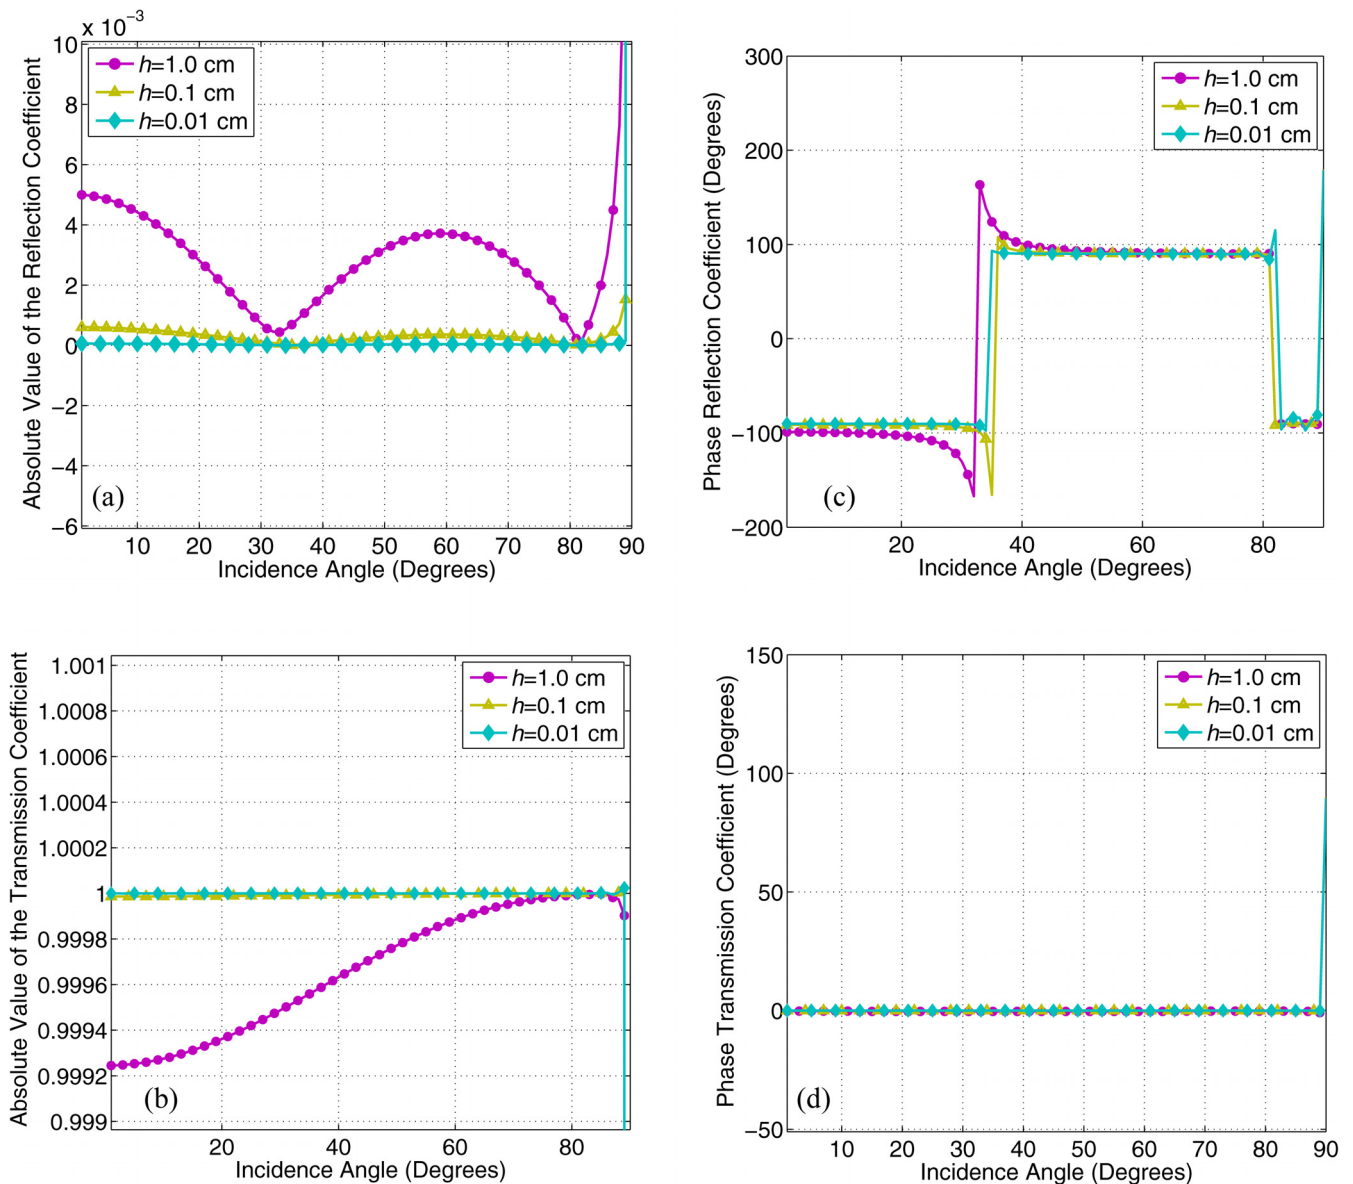 x 10⁻³
10
8
6
4
2
0
−2
−4
−6
Absolute Value of the Reflection Coefficient
h=1.0 cm
h=0.1 cm
h=0.01 cm
(a)
10 20 30 40 50 60 70 80 90
Incidence Angle (Degrees)
300
200
100
0
−100
−200
Phase Reflection Coefficient (Degrees)
h=1.0 cm
h=0.1 cm
h=0.01 cm
(c)
20 40 60 80
Incidence Angle (Degrees)
1.001
1.0008
1.0006
1.0004
1.0002
1
0.9998
0.9996
0.9994
0.9992
0.999
Absolute Value of the Transmission Coefficient
h=1.0 cm
h=0.1 cm
h=0.01 cm
(b)
20 40 60 80
Incidence Angle (Degrees)
150
100
50
0
−50
Phase Transmission Coefficient (Degrees)
h=1.0 cm
h=0.1 cm
h=0.01 cm
(d)
10 20 30 40 50 60 70 80 90
Incidence Angle (Degrees)